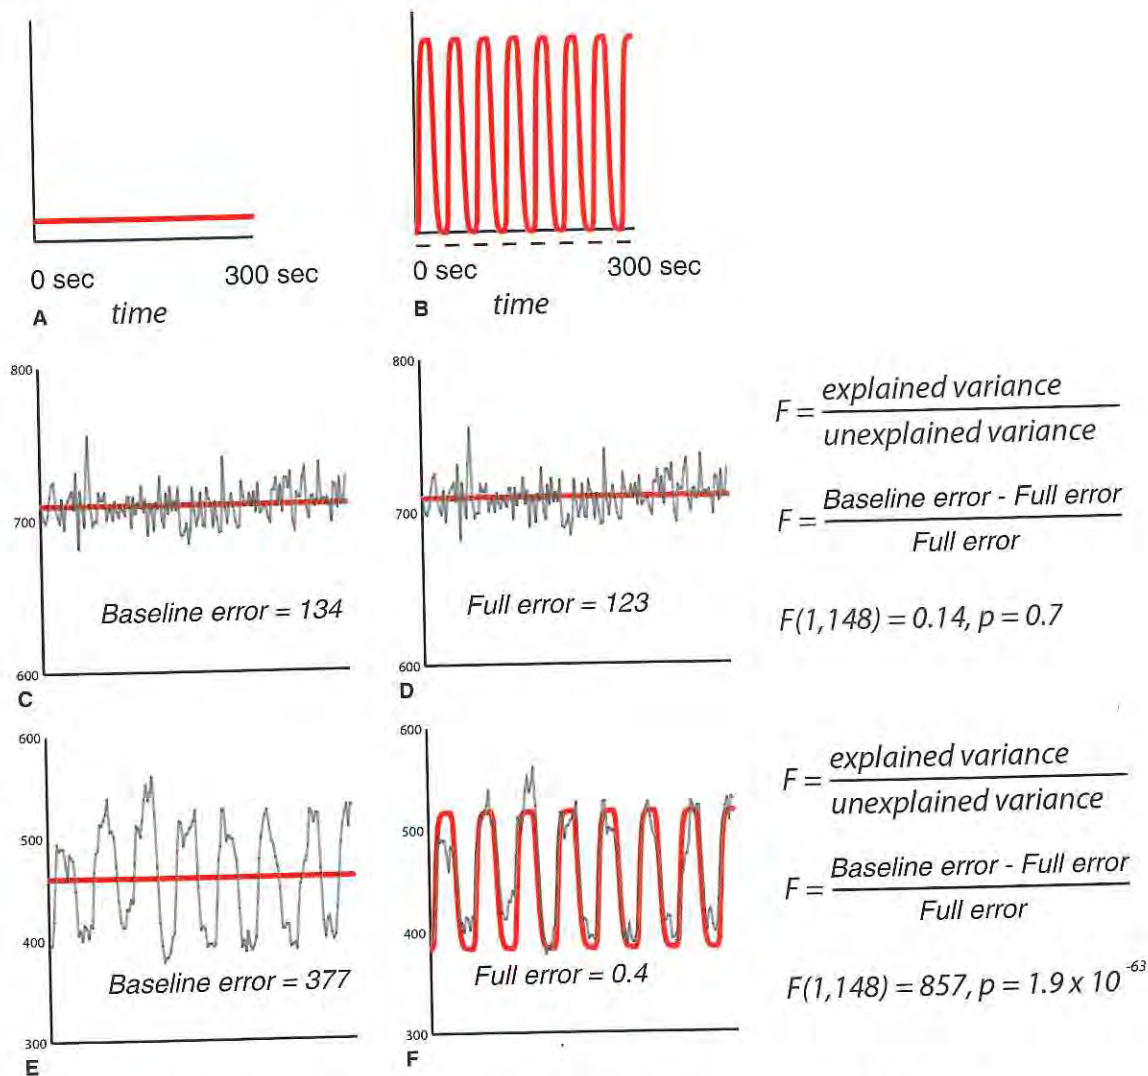 0 sec 300 sec
A time
0 sec 300 sec
B time
800
700
600
Baseline error = 134
C
800
700
600
Full error = 123
D
F = explained variance
unexplained variance
F = Baseline error - Full error
Full error
F(1,148) = 0.14, p = 0.7
600
500
400
300
Baseline error = 377
E
600
500
400
300
Full error = 0.4
F
F = explained variance
unexplained variance
F = Baseline error - Full error
Full error
F(1,148) = 857, p = 1.9 x 10 -63